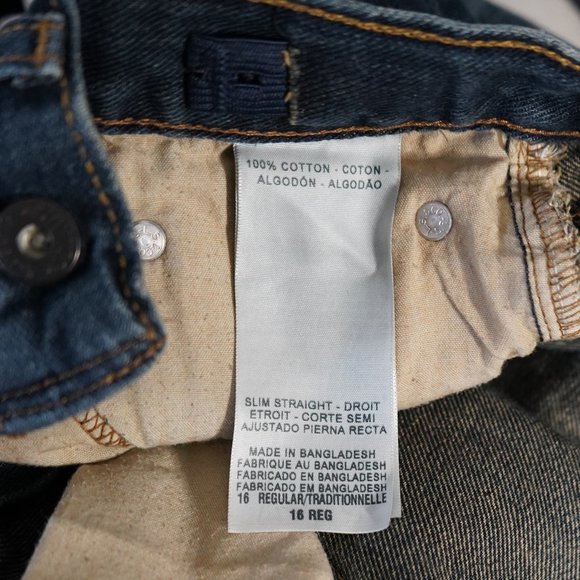 100% COTTON - COTON -
ALGODÓN - ALGODÃO
SLIM STRAIGHT - DROIT
ETROIT - CORTE SEMI
AJUSTADO PIERNA RECTA
MADE IN BANGLADESH
FABRIQUE AU BANGLADESH
FABRICADO EN BANGLADESH
FABRICADO EM BANGLADESH
16 REGULAR/TRADITIONNELLE
16 REG